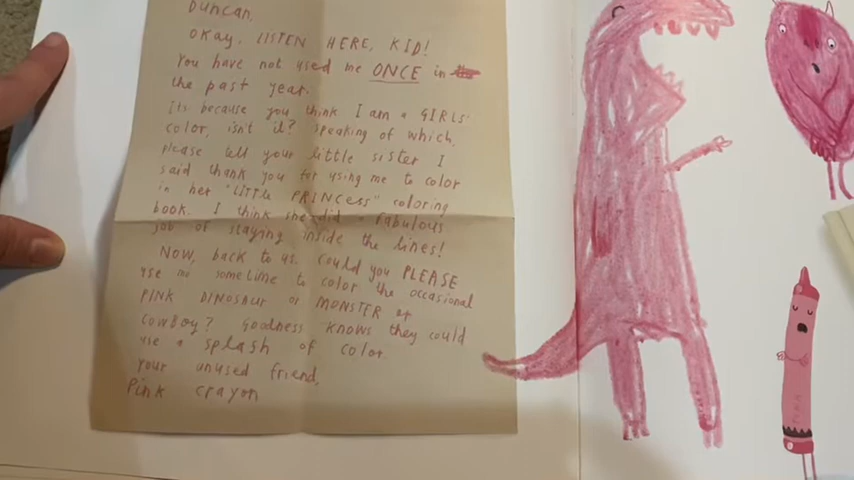 Duncan,
Okay, LISTEN HERE, KID!
You have not used me ONCE in
the past year.
Its because you think I am a GIRLS'
color, isn't it? Speaking of which,
please tell your little sister I
said thank you for using me to color
in her "LITTLE PRINCESS" coloring
book. I think she did a fabulous
job of staying inside the lines!
Now, back to us. Could you PLEASE
use me sometime to color the occasional
PINK DINOSAUR or MONSTER or
COWBOY? Goodness knows they could
use a splash of color.
Your unused friend,
Pink crayon